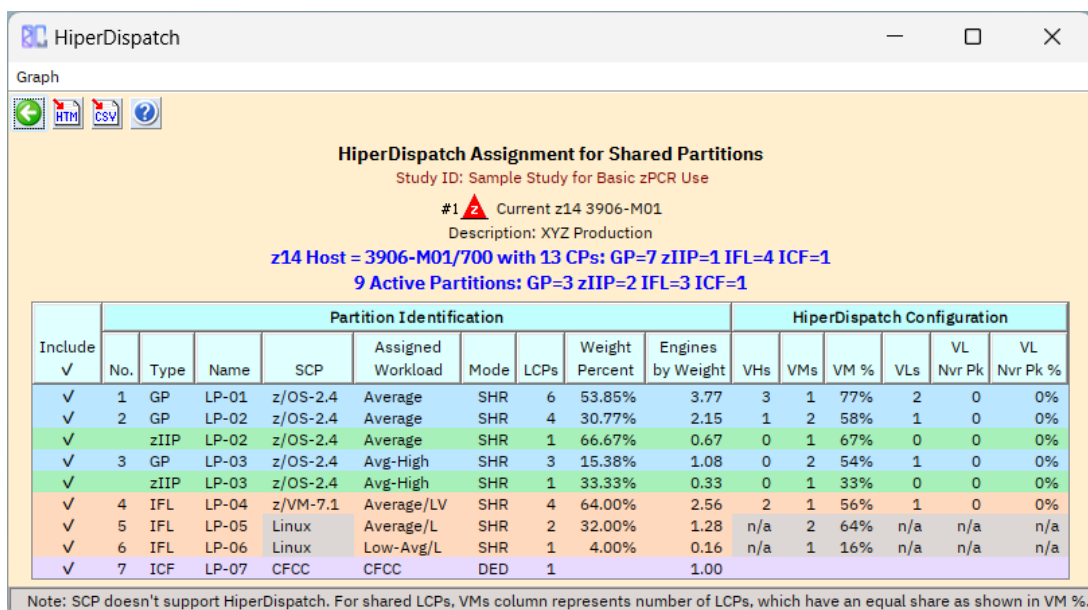 HiperDispatch
Graph
HTM CSV ?
HiperDispatch Assignment for Shared Partitions
Study ID: Sample Study for Basic zPCR Use
#1 z Current z14 3906-M01
Description: XYZ Production
z14 Host = 3906-M01/700 with 13 CPs: GP=7 zIIP=1 IFL=4 ICF=1
9 Active Partitions: GP=3 zIIP=2 IFL=3 ICF=1
Include √ Partition Identification HiperDispatch Configuration
No. Type Name SCP Assigned Workload Mode LCPs Weight Percent Engines by Weight VHs VMs VM % VLs VL Nvr Pk VL Nvr Pk %
√ 1 GP LP-01 z/OS-2.4 Average SHR 6 53.85% 3.77 3 1 77% 2 0 0%
√ 2 GP LP-02 z/OS-2.4 Average SHR 4 30.77% 2.15 1 2 58% 1 0 0%
√ zIIP LP-02 z/OS-2.4 Average SHR 1 66.67% 0.67 0 1 67% 0 0 0%
√ 3 GP LP-03 z/OS-2.4 Avg-High SHR 3 15.38% 1.08 0 2 54% 1 0 0%
√ zIIP LP-03 z/OS-2.4 Avg-High SHR 1 33.33% 0.33 0 1 33% 0 0 0%
√ 4 IFL LP-04 z/VM-7.1 Average/LV SHR 4 64.00% 2.56 2 1 56% 1 0 0%
√ 5 IFL LP-05 Linux Average/L SHR 2 32.00% 1.28 n/a 2 64% n/a n/a n/a
√ 6 IFL LP-06 Linux Low-Avg/L SHR 1 4.00% 0.16 n/a 1 16% n/a n/a n/a
√ 7 ICF LP-07 CFCC CFCC DED 1 1.00
Note: SCP doesn't support HiperDispatch. For shared LCPs, VMs column represents number of LCPs, which have an equal share as shown in VM %.